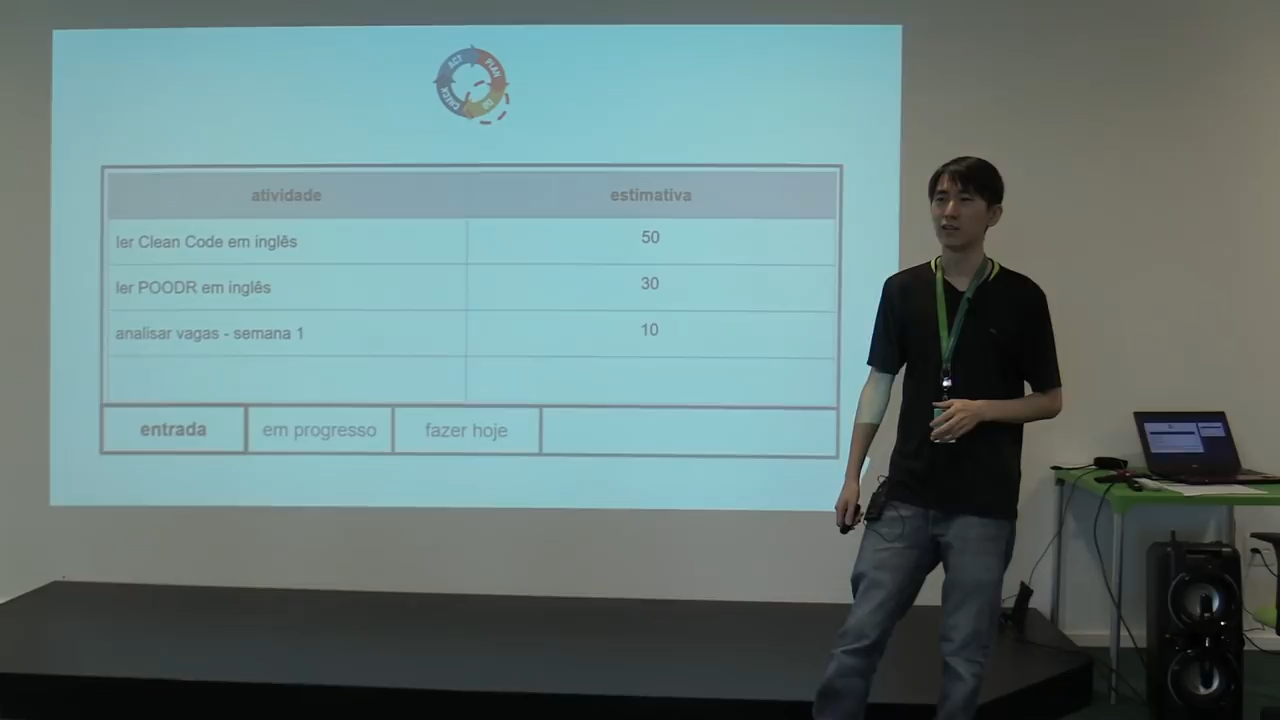 ACT PLAN
CHECK DO
atividade estimativa
ler Clean Code em inglês 50
ler POODR em inglês 30
analisar vagas - semana 1 10
entrada em progresso fazer hoje